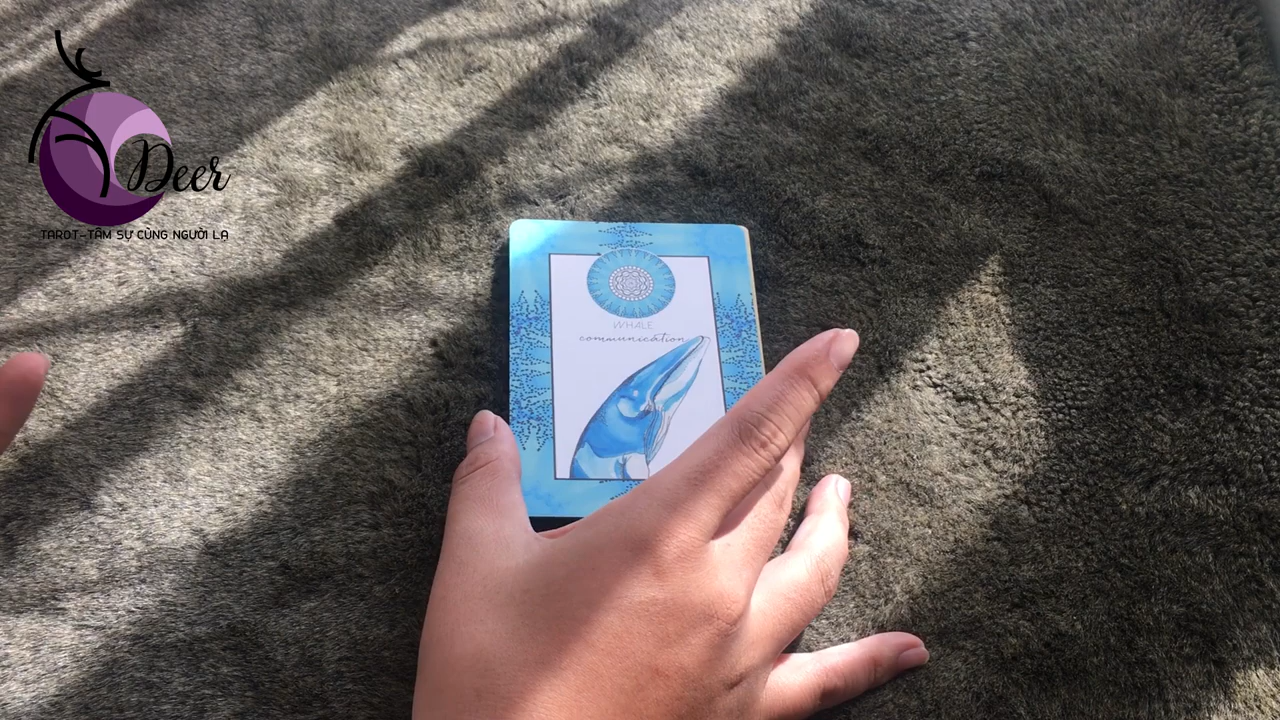 Deer
TAROT-TÂM SỰ CÙNG NGƯỜI LẠ
WHALE
communication